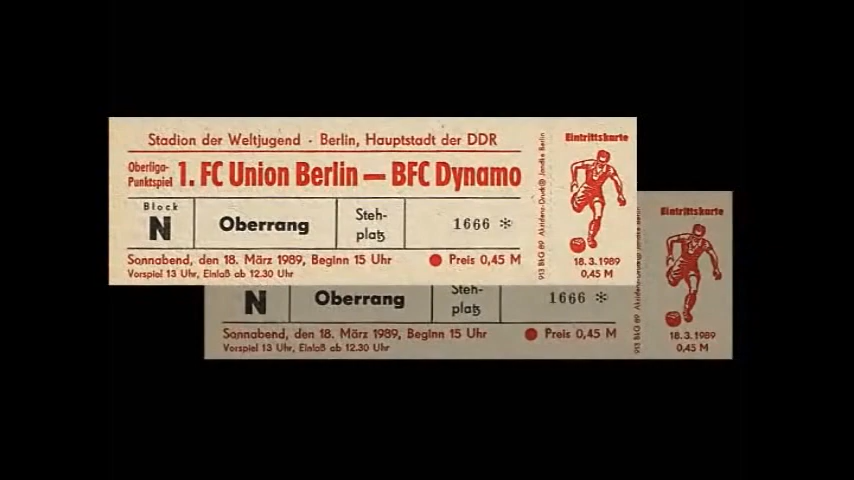 Stadion der Weltjugend - Berlin, Hauptstadt der DDR
Oberliga-
Punktspiel 1. FC Union Berlin — BFC Dynamo
Block
N
Oberrang
Steh-
platz
1666 *
Sonnabend, den 18. März 1989, Beginn 15 Uhr
Preis 0,45 M
Vorspiel 13 Uhr, Einlaß ab 12.30 Uhr
Eintrittskarte
18.3.1989
0,45 M
N
Oberrang
Steh-
platz
1666 *
Sonnabend, den 18. März 1989, Beginn 15 Uhr
Preis 0,45 M
Vorspiel 13 Uhr, Einlaß ab 12.30 Uhr
Eintrittskarte
18.3.1989
0,45 M